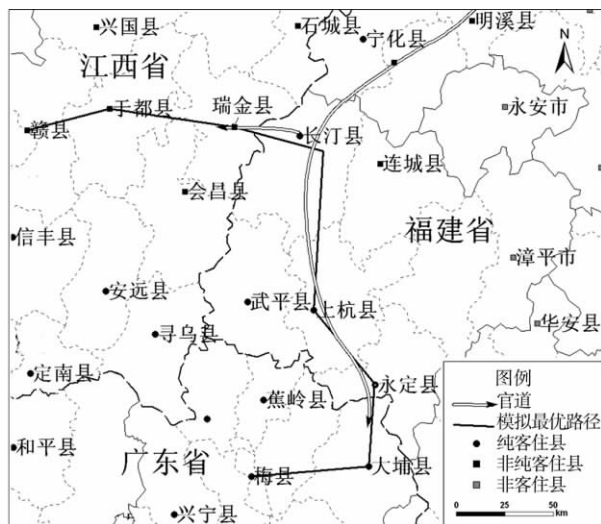 兴国县
石城县
宁化县
明溪县
N
江西省
永安市
于都县
瑞金县
赣县
长汀县
连城县
会昌县
福建省
信丰县
漳平市
安远县
武平县
上杭县
华安县
寻乌县
定南县
永定县
蕉岭县
和平县
广东省
梅县
大埔县
兴宁县
图例
官道
模拟最优路径
纯客住县
非纯客住县
非客住县
0 25 50
km